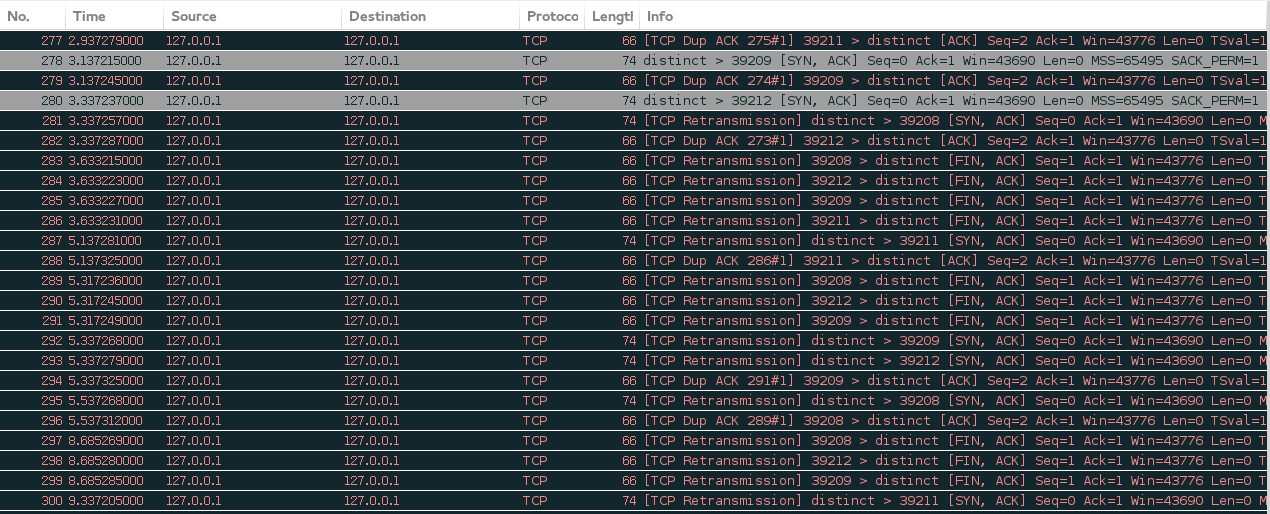 No. Time Source Destination Protoco Lengtl Info
277 2.937279000 127.0.0.1 127.0.0.1 TCP 66 [TCP Dup ACK 275#1] 39211 > distinct [ACK] Seq=2 Ack=1 Win=43776 Len=0 TSval=1
278 3.137215000 127.0.0.1 127.0.0.1 TCP 74 distinct > 39209 [SYN, ACK] Seq=0 Ack=1 Win=43690 Len=0 MSS=65495 SACK_PERM=1
279 3.137245000 127.0.0.1 127.0.0.1 TCP 66 [TCP Dup ACK 274#1] 39209 > distinct [ACK] Seq=2 Ack=1 Win=43776 Len=0 TSval=1
280 3.337237000 127.0.0.1 127.0.0.1 TCP 74 distinct > 39212 [SYN, ACK] Seq=0 Ack=1 Win=43690 Len=0 MSS=65495 SACK_PERM=1
281 3.337257000 127.0.0.1 127.0.0.1 TCP 74 [TCP Retransmission] distinct > 39208 [SYN, ACK] Seq=0 Ack=1 Win=43690 Len=0 M
282 3.337287000 127.0.0.1 127.0.0.1 TCP 66 [TCP Dup ACK 273#1] 39212 > distinct [ACK] Seq=2 Ack=1 Win=43776 Len=0 TSval=1
283 3.633215000 127.0.0.1 127.0.0.1 TCP 66 [TCP Retransmission] 39208 > distinct [FIN, ACK] Seq=1 Ack=1 Win=43776 Len=0 T
284 3.633223000 127.0.0.1 127.0.0.1 TCP 66 [TCP Retransmission] 39212 > distinct [FIN, ACK] Seq=1 Ack=1 Win=43776 Len=0 T
285 3.633227000 127.0.0.1 127.0.0.1 TCP 66 [TCP Retransmission] 39209 > distinct [FIN, ACK] Seq=1 Ack=1 Win=43776 Len=0 T
286 3.633231000 127.0.0.1 127.0.0.1 TCP 66 [TCP Retransmission] 39211 > distinct [FIN, ACK] Seq=1 Ack=1 Win=43776 Len=0 T
287 5.137281000 127.0.0.1 127.0.0.1 TCP 74 [TCP Retransmission] distinct > 39211 [SYN, ACK] Seq=0 Ack=1 Win=43690 Len=0 M
288 5.137325000 127.0.0.1 127.0.0.1 TCP 66 [TCP Dup ACK 286#1] 39211 > distinct [ACK] Seq=2 Ack=1 Win=43776 Len=0 TSval=1
289 5.317236000 127.0.0.1 127.0.0.1 TCP 66 [TCP Retransmission] 39208 > distinct [FIN, ACK] Seq=1 Ack=1 Win=43776 Len=0 T
290 5.317245000 127.0.0.1 127.0.0.1 TCP 66 [TCP Retransmission] 39212 > distinct [FIN, ACK] Seq=1 Ack=1 Win=43776 Len=0 T
291 5.317249000 127.0.0.1 127.0.0.1 TCP 66 [TCP Retransmission] 39209 > distinct [FIN, ACK] Seq=1 Ack=1 Win=43776 Len=0 T
292 5.337268000 127.0.0.1 127.0.0.1 TCP 74 [TCP Retransmission] distinct > 39209 [SYN, ACK] Seq=0 Ack=1 Win=43690 Len=0 M
293 5.337279000 127.0.0.1 127.0.0.1 TCP 74 [TCP Retransmission] distinct > 39212 [SYN, ACK] Seq=0 Ack=1 Win=43690 Len=0 M
294 5.337325000 127.0.0.1 127.0.0.1 TCP 66 [TCP Dup ACK 291#1] 39209 > distinct [ACK] Seq=2 Ack=1 Win=43776 Len=0 TSval=1
295 5.537268000 127.0.0.1 127.0.0.1 TCP 74 [TCP Retransmission] distinct > 39208 [SYN, ACK] Seq=0 Ack=1 Win=43690 Len=0 M
296 5.537312000 127.0.0.1 127.0.0.1 TCP 66 [TCP Dup ACK 289#1] 39208 > distinct [ACK] Seq=2 Ack=1 Win=43776 Len=0 TSval=1
297 8.685269000 127.0.0.1 127.0.0.1 TCP 66 [TCP Retransmission] 39208 > distinct [FIN, ACK] Seq=1 Ack=1 Win=43776 Len=0 T
298 8.685280000 127.0.0.1 127.0.0.1 TCP 66 [TCP Retransmission] 39212 > distinct [FIN, ACK] Seq=1 Ack=1 Win=43776 Len=0 T
299 8.685285000 127.0.0.1 127.0.0.1 TCP 66 [TCP Retransmission] 39209 > distinct [FIN, ACK] Seq=1 Ack=1 Win=43776 Len=0 T
300 9.337205000 127.0.0.1 127.0.0.1 TCP 74 [TCP Retransmission] distinct > 39211 [SYN, ACK] Seq=0 Ack=1 Win=43690 Len=0 M